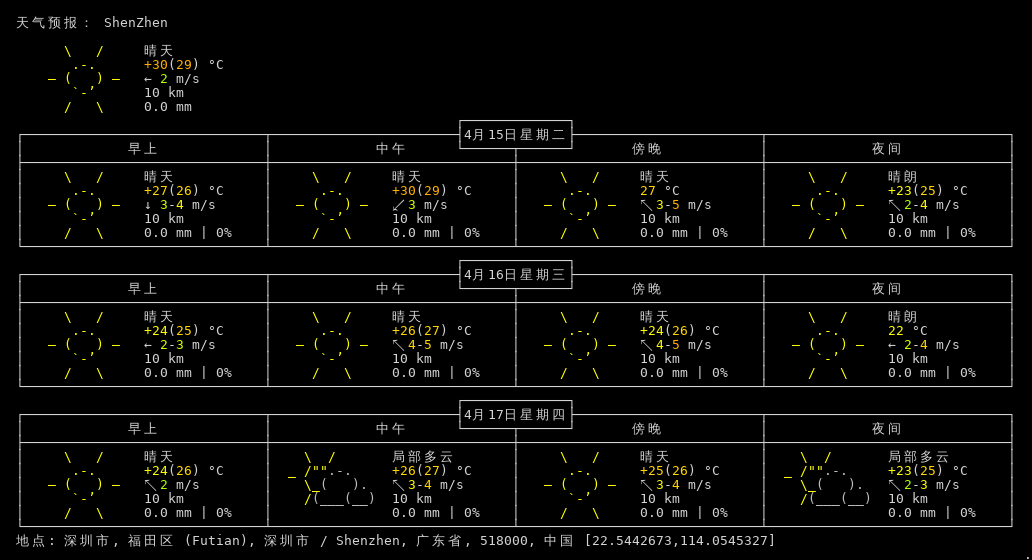 天气预报： ShenZhen
晴天
+30(29) °C
← 2 m/s
10 km
0.0 mm
4月15日星期二
早上 中午 傍晚 夜间
晴天 晴天 晴天 晴朗
+27(26) °C +30(29) °C 27 °C +23(25) °C
↓ 3-4 m/s ↙ 3 m/s ↖ 3-5 m/s ↖ 2-4 m/s
10 km 10 km 10 km 10 km
0.0 mm | 0% 0.0 mm | 0% 0.0 mm | 0% 0.0 mm | 0%
4月16日星期三
早上 中午 傍晚 夜间
晴天 晴天 晴天 晴朗
+24(25) °C +26(27) °C +24(26) °C 22 °C
← 2-3 m/s ↖ 4-5 m/s ↖ 4-5 m/s ← 2-4 m/s
10 km 10 km 10 km 10 km
0.0 mm | 0% 0.0 mm | 0% 0.0 mm | 0% 0.0 mm | 0%
4月17日星期四
早上 中午 傍晚 夜间
晴天 局部多云 晴天 局部多云
+24(26) °C +26(27) °C +25(26) °C +23(25) °C
↖ 2 m/s ↖ 3-4 m/s ↖ 3-4 m/s ↖ 2-3 m/s
10 km 10 km 10 km 10 km
0.0 mm | 0% 0.0 mm | 0% 0.0 mm | 0% 0.0 mm | 0%
地点: 深圳市, 福田区 (Futian), 深圳市 / Shenzhen, 广东省, 518000, 中国 [22.5442673,114.0545327]